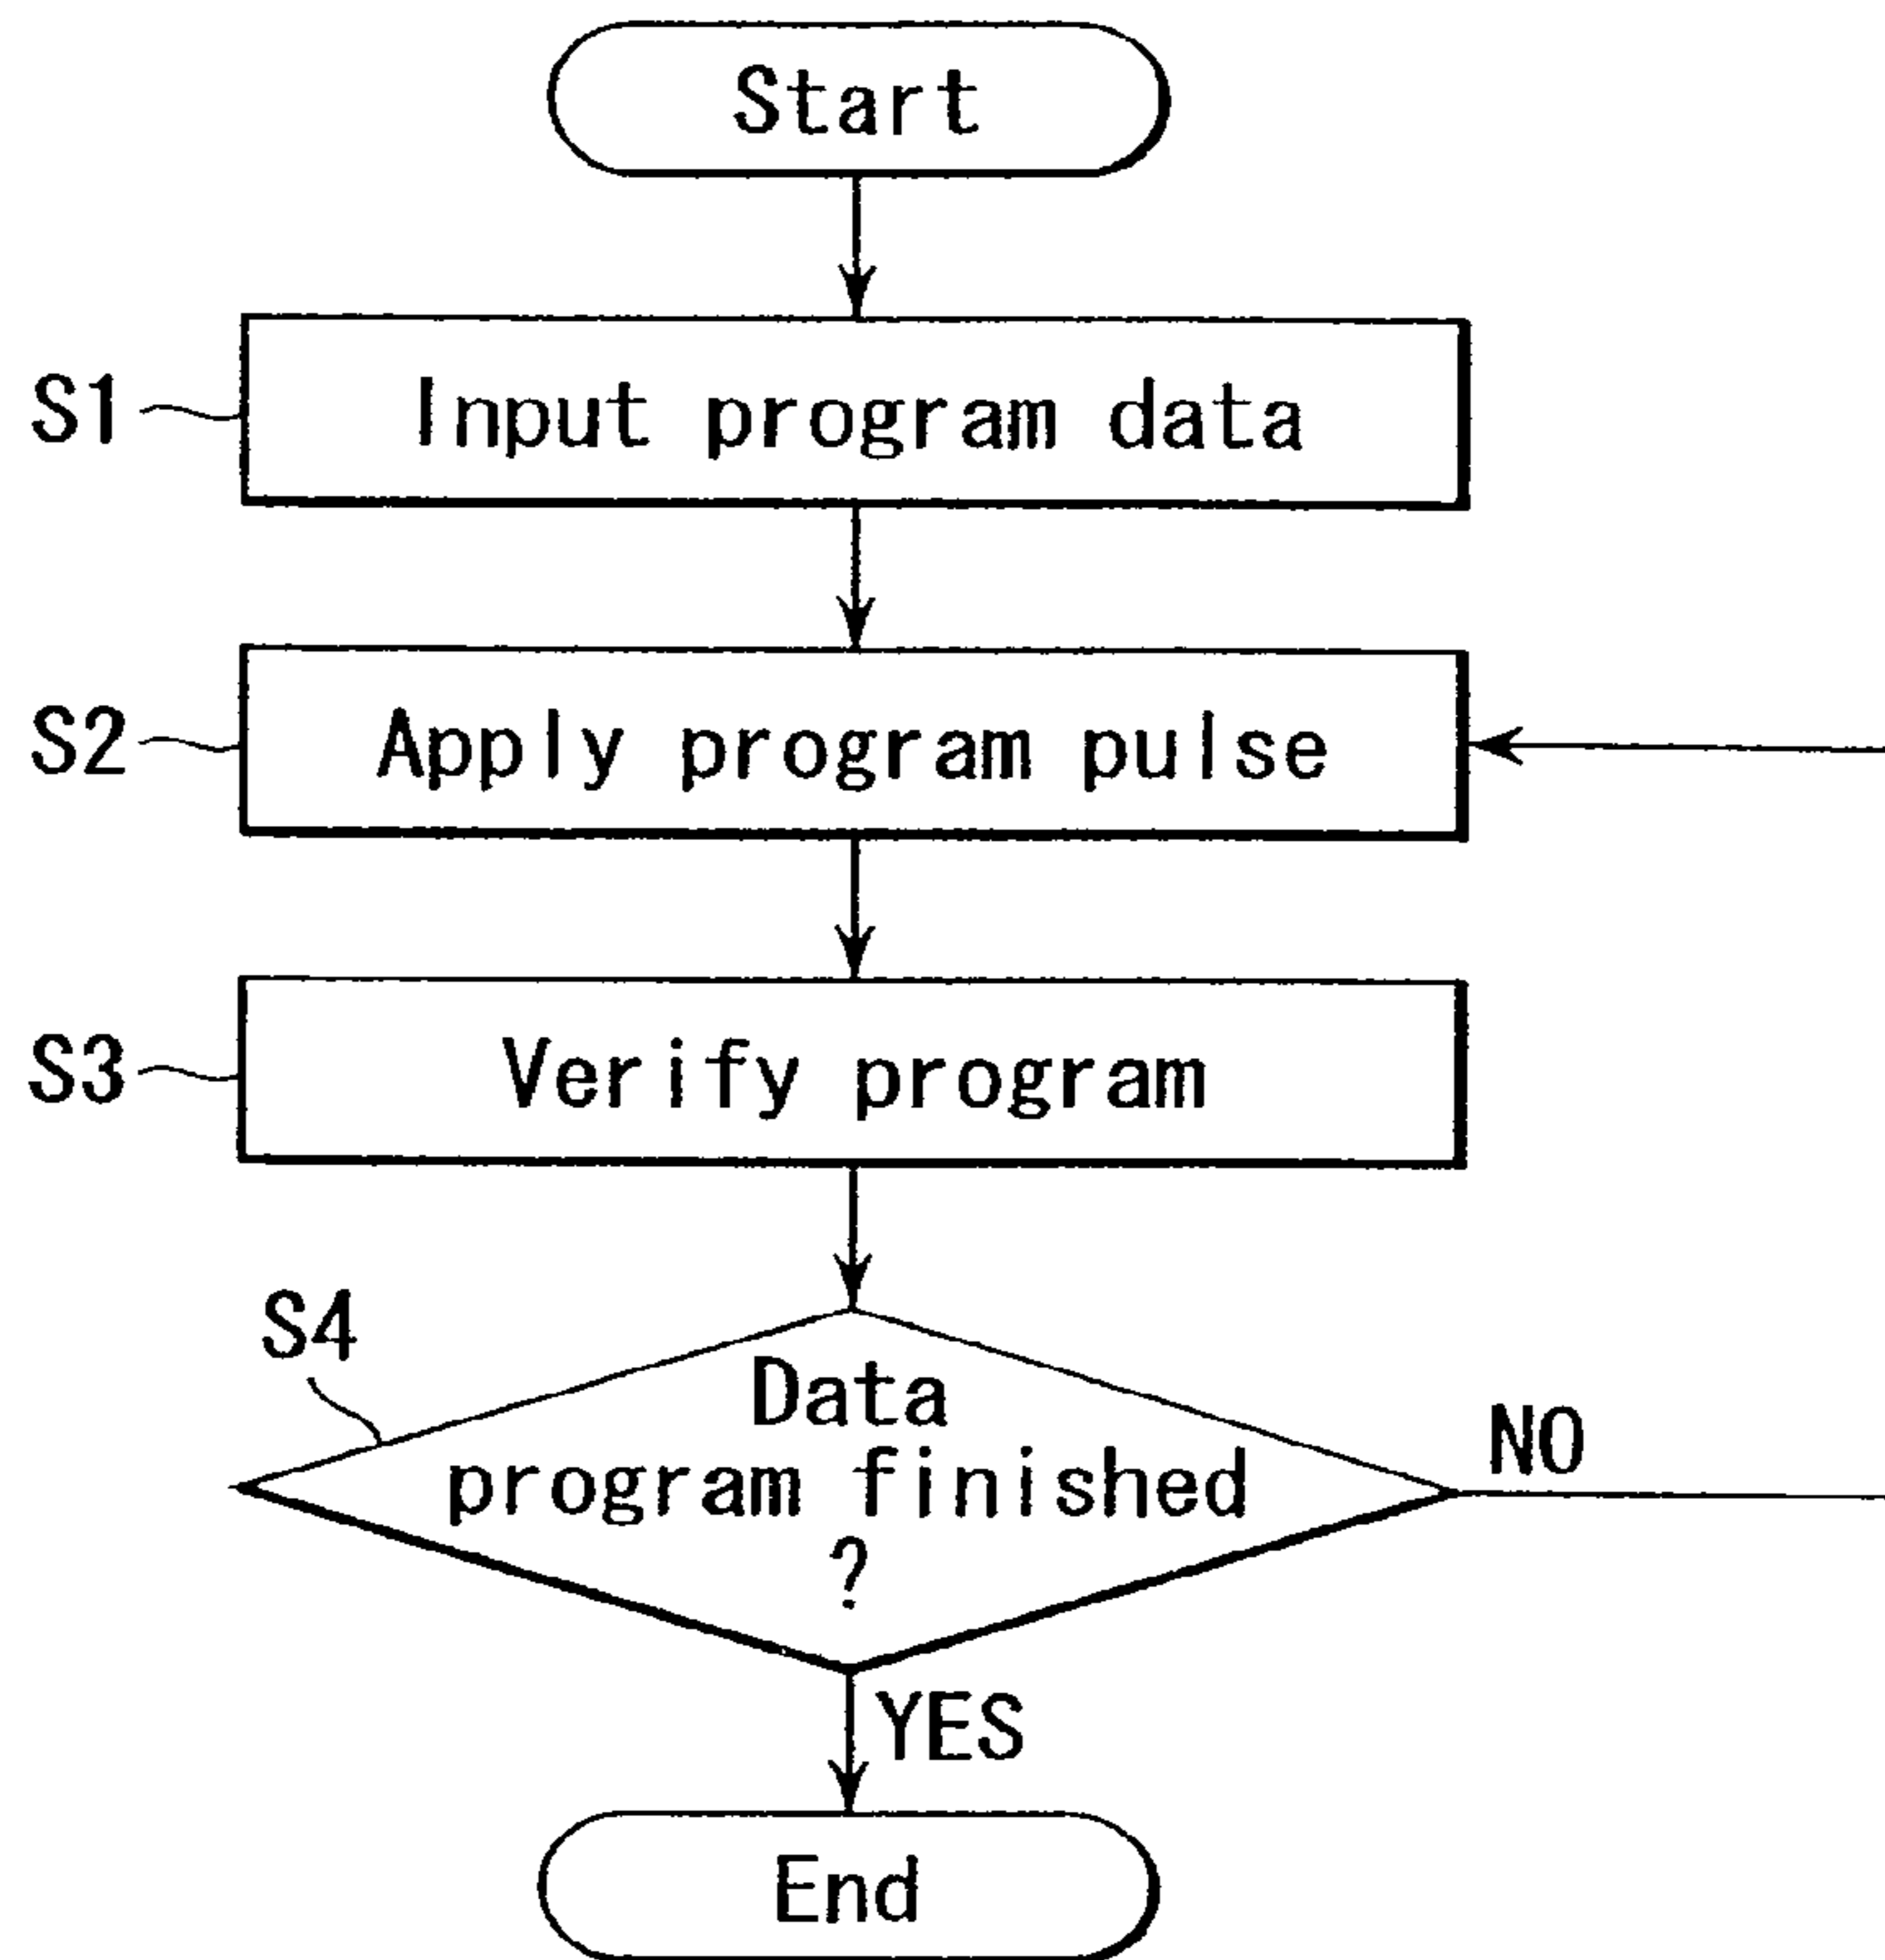 Start
S1
Input program data
S2
Apply program pulse
S3
Verify program
S4
Data
program finished
?
NO
YES
End